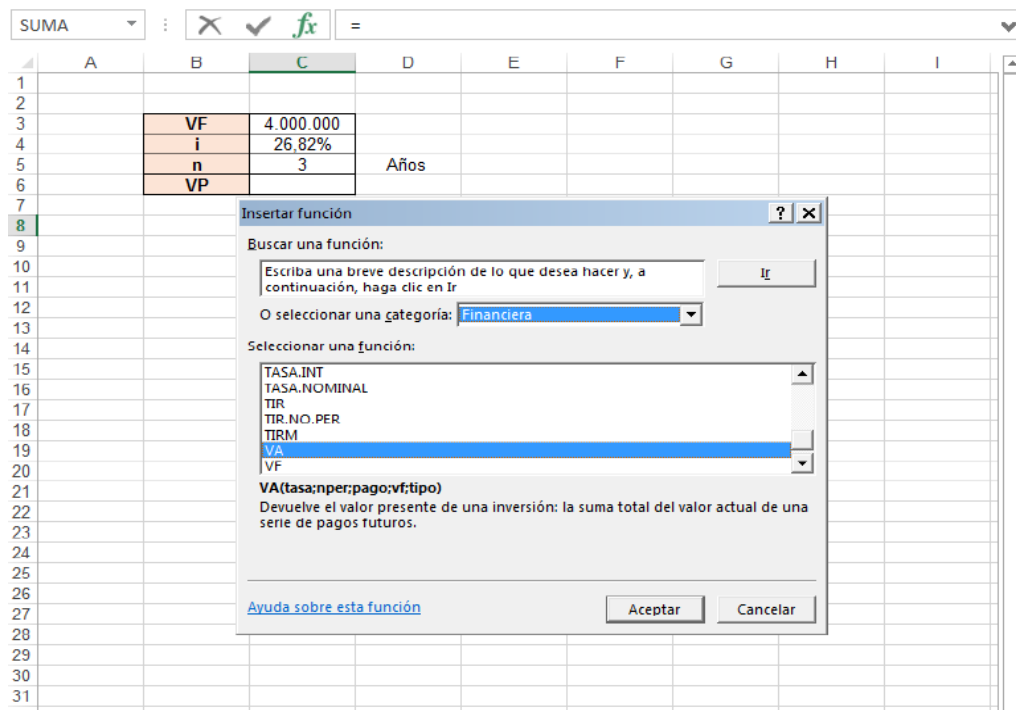 SUMA fx =
A B C D E F G H I
1
2
3 VF 4.000.000
4 i 26,82%
5 n 3 Años
6 VP
7
8
9
10
11
12
13
14
15
16
17
18
19
20
21
22
23
24
25
26
27
28
29
30
31
Insertar función
Buscar una función:
Escriba una breve descripción de lo que desea hacer y, a
continuación, haga clic en Ir
Ir
O seleccionar una categoría: Financiera
Seleccionar una función:
TASA.INT
TASA.NOMINAL
TIR
TIR.NO.PER
TIRM
VA
VF
VA(tasa;nper;pago;vf;tipo)
Devuelve el valor presente de una inversión: la suma total del valor actual de una
serie de pagos futuros.
Ayuda sobre esta función
Aceptar Cancelar